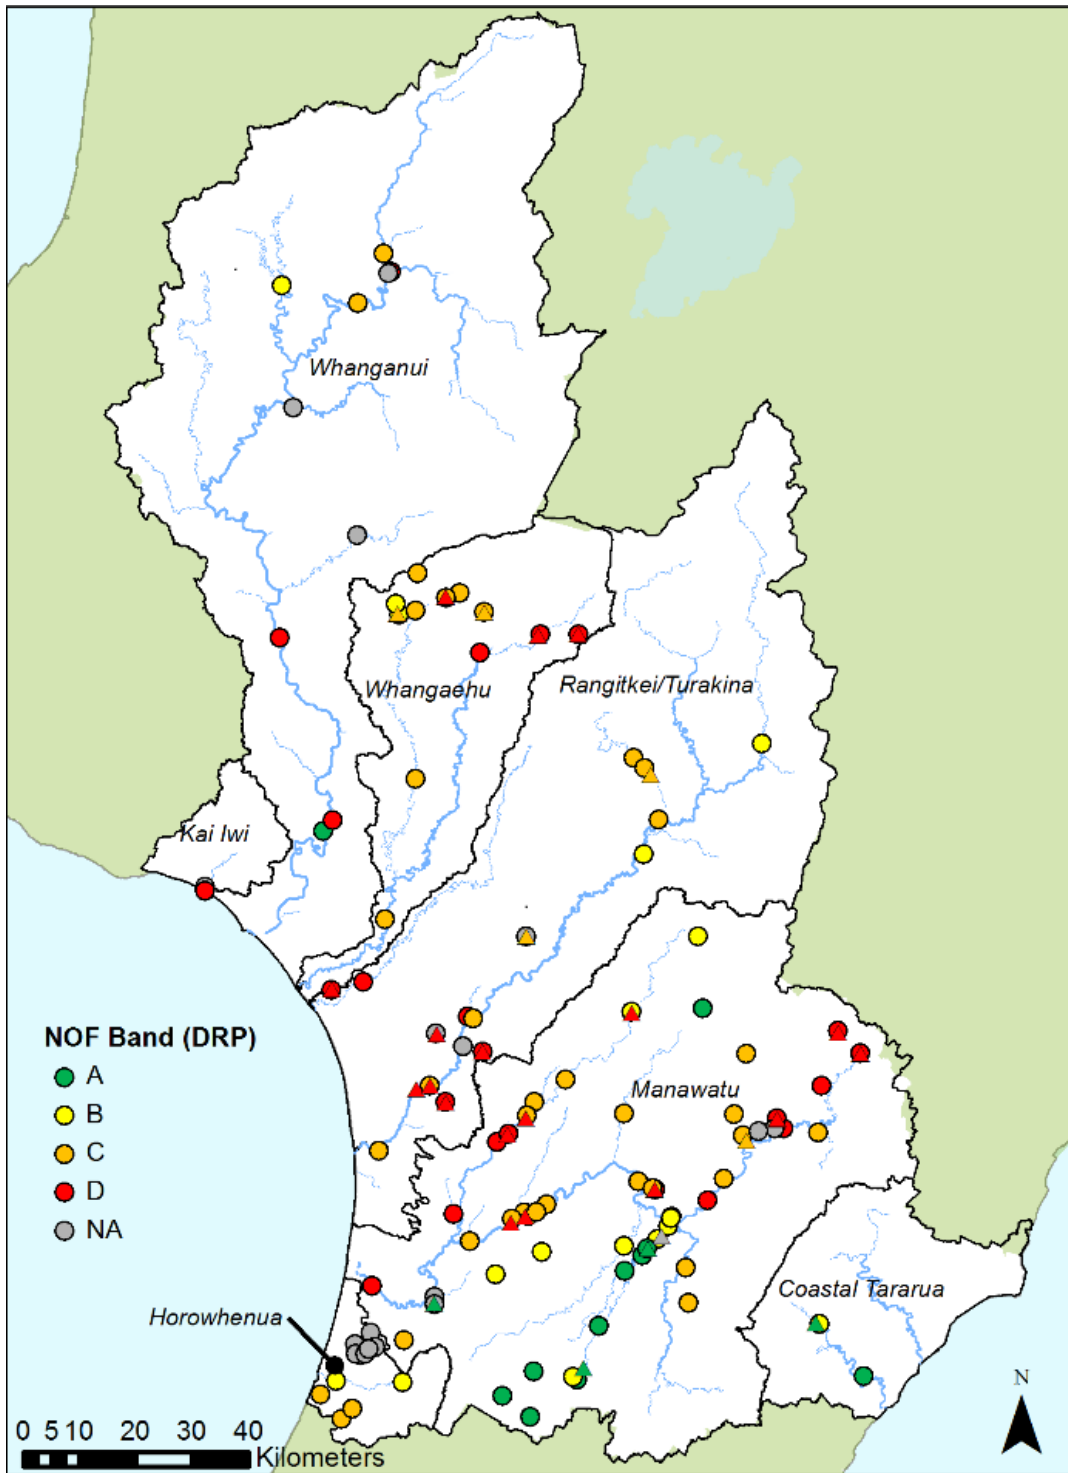 Whanganui
Whangaehu
Rangitkei/Turakina
Kai Iwi
NOF Band (DRP)
A
B
C
D
NA
Manawatu
Coastal Tararua
Horowhenua
N
0 5 10 20 30 40
Kilometers